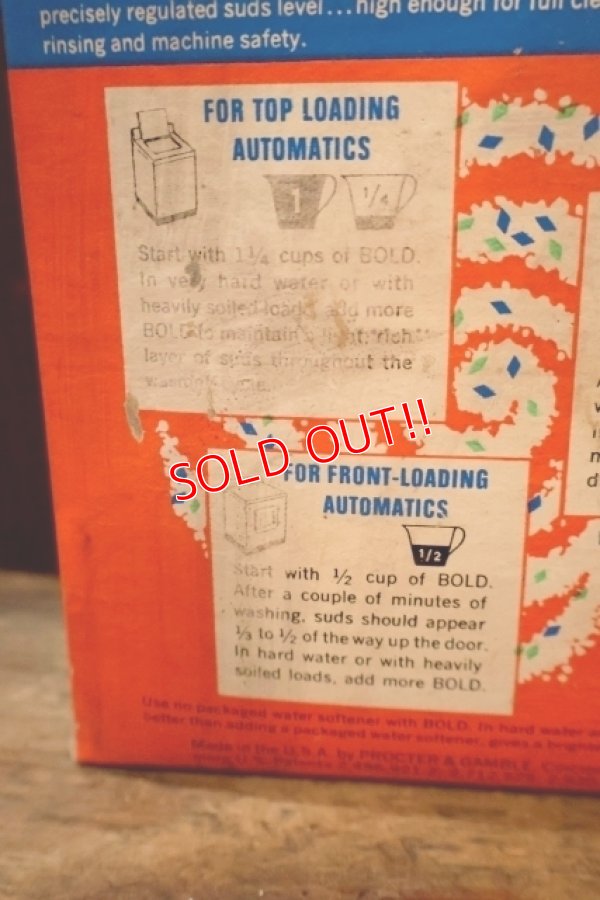 precisely regulated suds level...high enough for full
rinsing and machine safety.
FOR TOP LOADING
AUTOMATICS
1 1/4
Start with 1¼ cups of BOLD.
In very hard water or with
heavily soiled loads, add more
BOLD to maintain a light, "rich"
layer of suds throughout the
SOLD OUT!!
FOR FRONT-LOADING
AUTOMATICS
1/2
Start with ½ cup of BOLD.
After a couple of minutes of
washing, suds should appear
⅓ to ½ of the way up the door.
In hard water or with heavily
soiled loads, add more BOLD.
Use no packaged water softener with BOLD. In hard water
better than adding a packaged water softener, gives a
Made in the U.S.A. by PROCTER & GAMBLE,